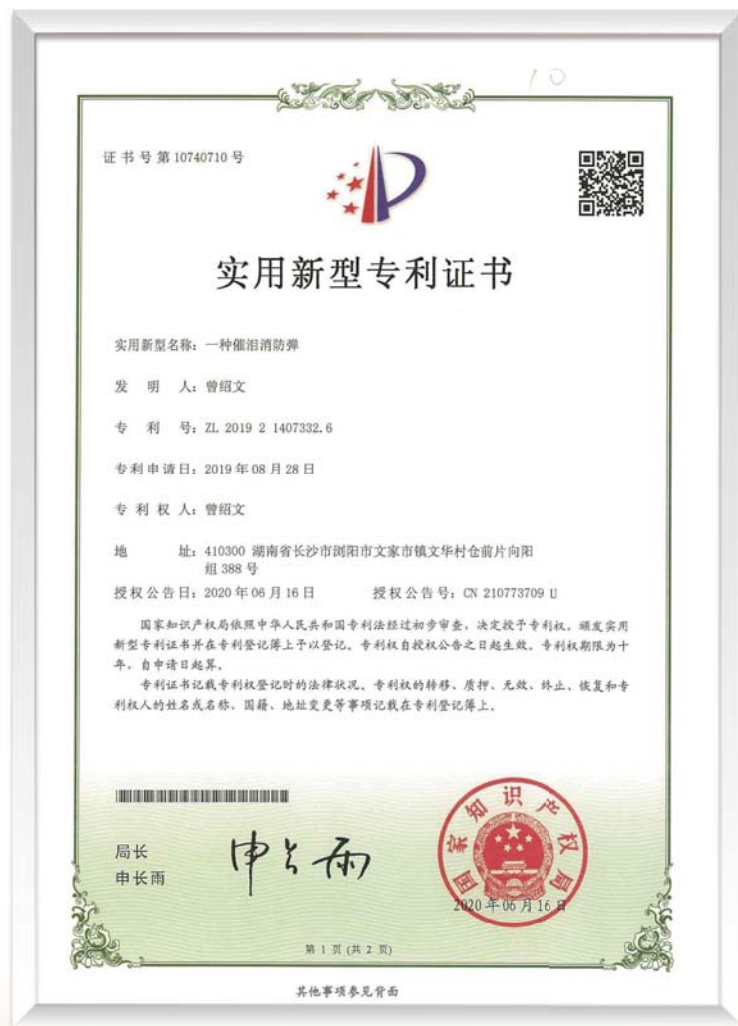 10
证书号第10740710号
实用新型专利证书
实用新型名称：一种催泪消防弹
发明人：曾绍文
专利号：ZL 2019 2 1407332.6
专利申请日：2019年08月28日
专利权人：曾绍文
地址：410300 湖南省长沙市浏阳市文家市镇文华村仓前片向阳
组388号
授权公告日：2020年06月16日 授权公告号：CN 210773709 U
国家知识产权局依照中华人民共和国专利法经过初步审查，决定授予专利权，颁发实用
新型专利证书并在专利登记簿上予以登记。专利权自授权公告之日起生效。专利权期限为十
年，自申请日起算。
专利证书记载专利权登记时的法律状况。专利权的转移、质押、无效、终止、恢复和专
利权人的姓名或名称、国籍、地址变更等事项记载在专利登记簿上。
局长
申长雨
申长雨
国家知识产权局
2020年06月16日
第 1 页 (共 2 页)
其他事项参见背面